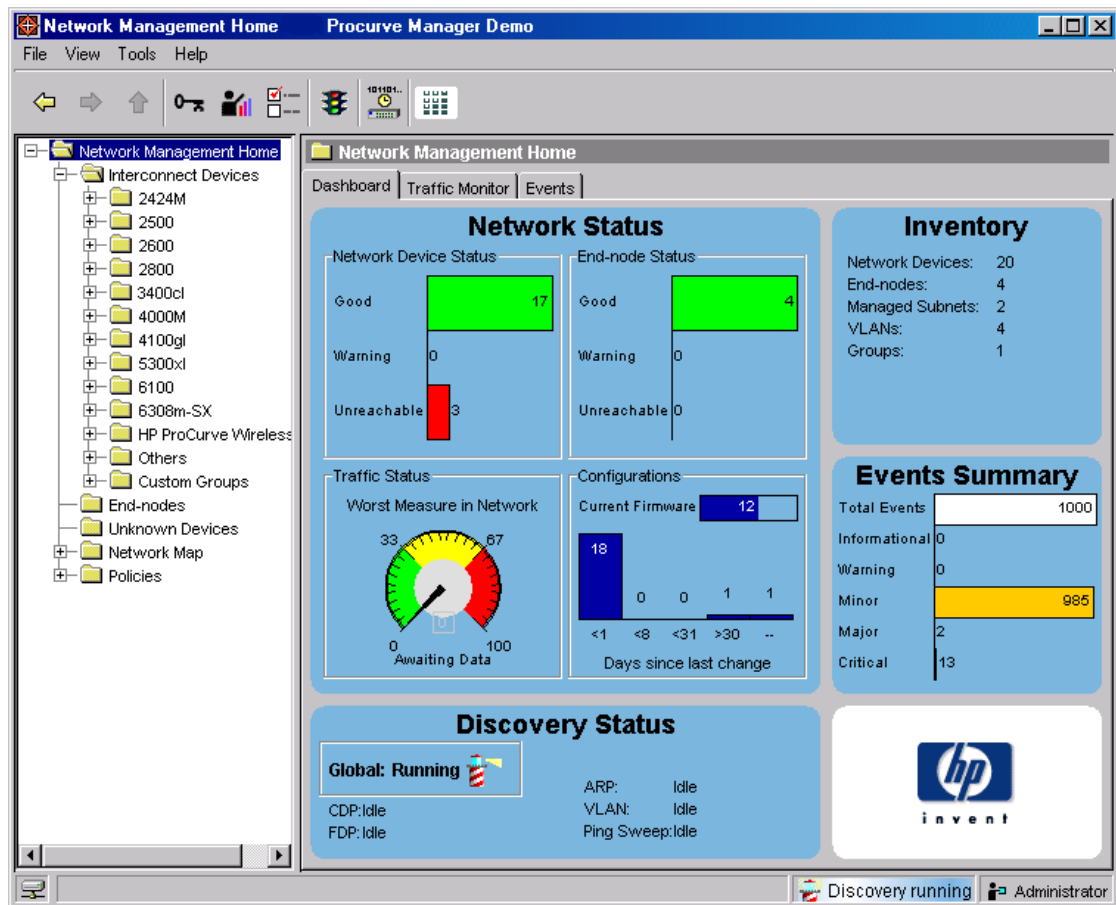 Network Management Home Procurve Manager Demo
File View Tools Help
101101..
Network Management Home
Interconnect Devices
2424M
2500
2600
2800
3400cl
4000M
4100gl
5300xl
6100
6308m-SX
HP ProCurve Wireless
Others
Custom Groups
End-nodes
Unknown Devices
Network Map
Policies
Network Management Home
Dashboard Traffic Monitor Events
Network Status
Network Device Status
Good 17
Warning 0
Unreachable 3
End-node Status
Good 4
Warning 0
Unreachable 0
Traffic Status
Worst Measure in Network
33 67
0
0 100
Awaiting Data
Configurations
Current Firmware 12
18 0 0 1 1
<1 <8 <31 >30 --
Days since last change
Inventory
Network Devices: 20
End-nodes: 4
Managed Subnets: 2
VLANs: 4
Groups: 1
Events Summary
Total Events 1000
Informational 0
Warning 0
Minor 985
Major 2
Critical 13
Discovery Status
Global: Running
CDP:Idle
FDP:Idle
ARP: Idle
VLAN: Idle
Ping Sweep:Idle
hp
invent
Discovery running Administrator